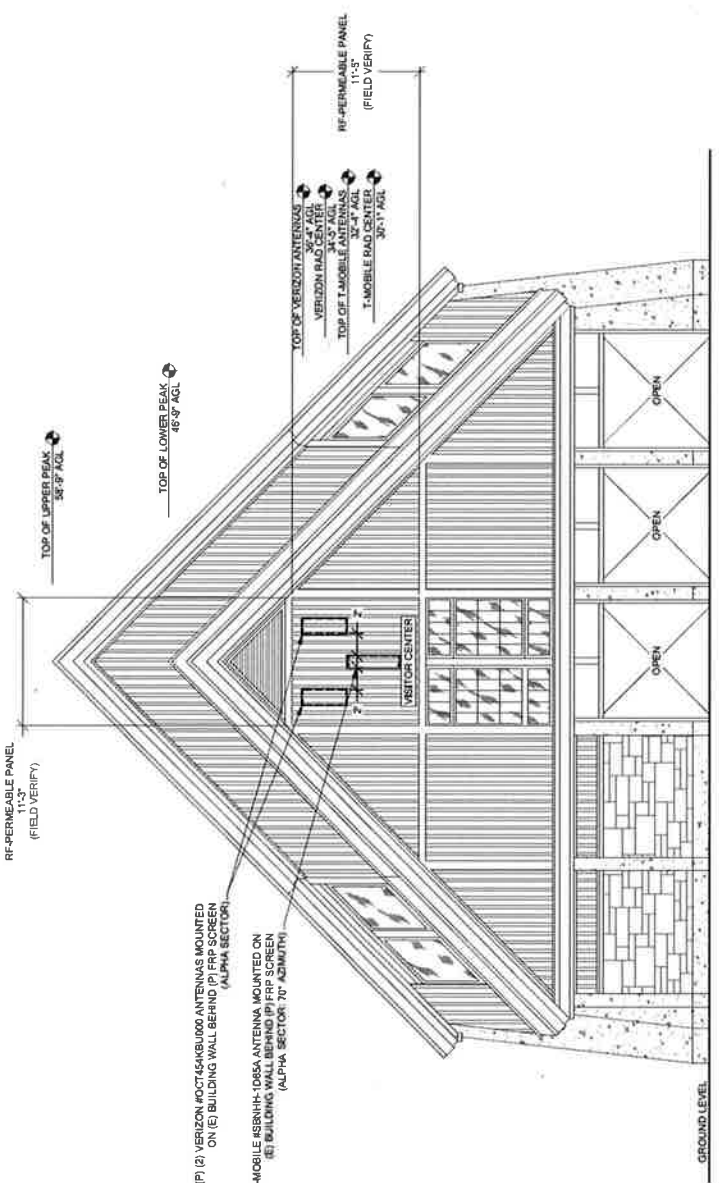 RF-PERMEABLE PANEL
11'-3"
(FIELD VERIFY)
TOP OF UPPER PEAK
58'-9" AGL
TOP OF LOWER PEAK
46'-9" AGL
RF-PERMEABLE PANEL
11'-5"
(FIELD VERIFY)
TOP OF VERIZON ANTENNAS
36'-4" AGL
VERIZON RAD CENTER
34'-5" AGL
TOP OF T-MOBILE ANTENNAS
32'-4" AGL
T-MOBILE RAD CENTER
30'-1" AGL
(P) (2) VERIZON #OCT454KBU000 ANTENNAS MOUNTED
ON (E) BUILDING WALL BEHIND (P) FRP SCREEN
(ALPHA SECTOR)
-MOBILE #SBNHH-1D65A ANTENNA MOUNTED ON
(E) BUILDING WALL BEHIND (P) FRP SCREEN
(ALPHA SECTOR: 70° AZIMUTH)
2'
2'
VISITOR CENTER
OPEN
OPEN
OPEN
GROUND LEVEL